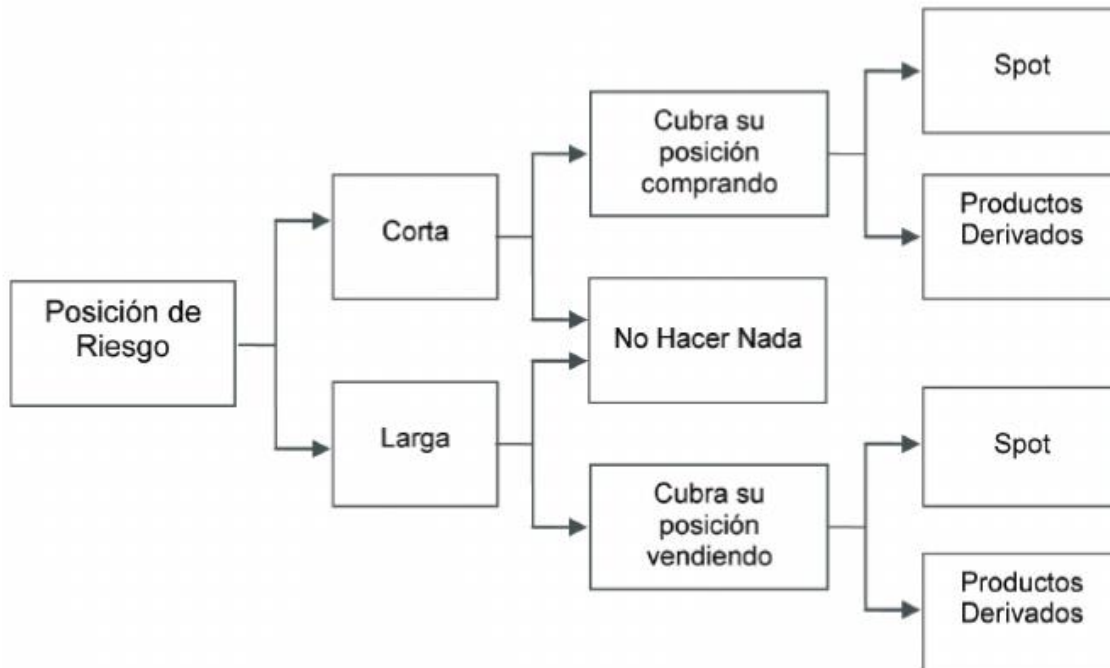 Spot
Cubra su
posición
comprando
Productos
Derivados
Corta
Posición de
Riesgo
No Hacer Nada
Larga
Spot
Cubra su
posición
vendiendo
Productos
Derivados